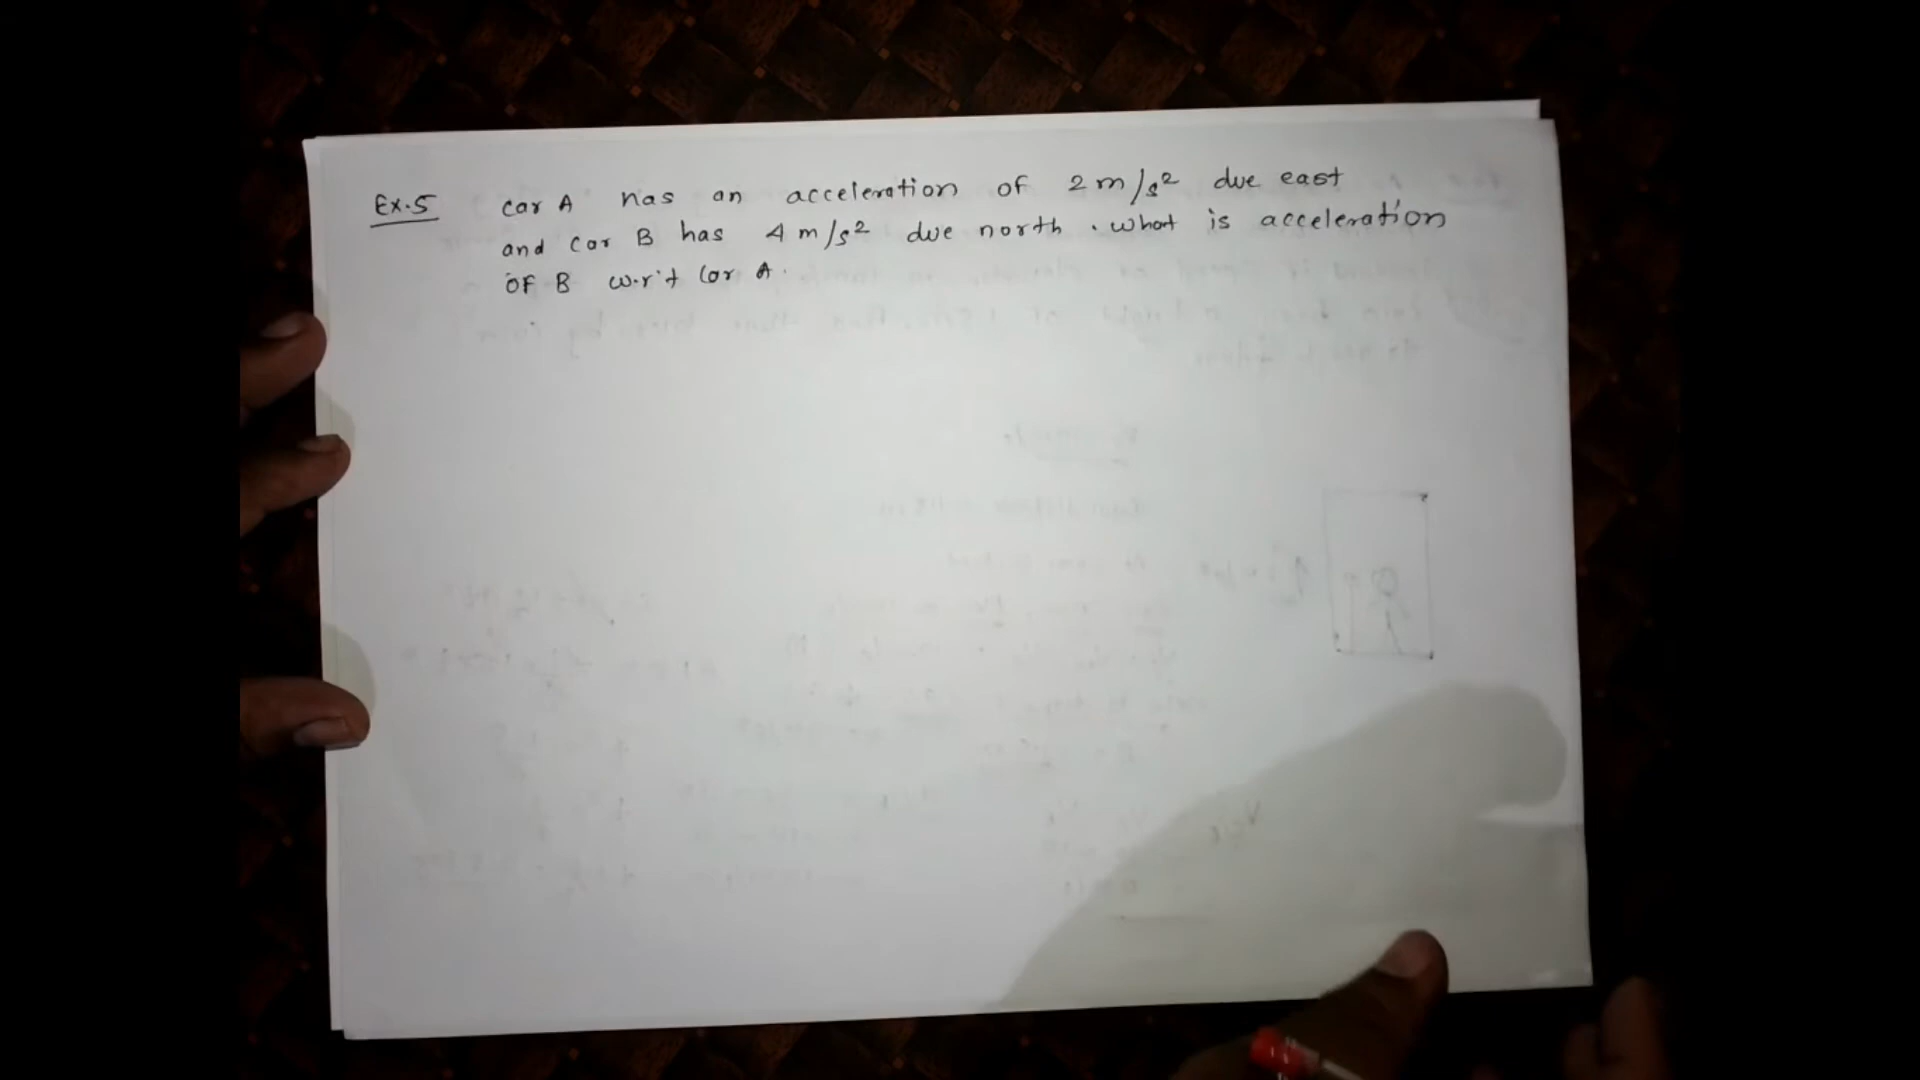 Ex.5 car A has an acceleration of 2 m/s² due east
and car B has 4 m/s² due north. what is acceleration
OF B w.r.t car A.